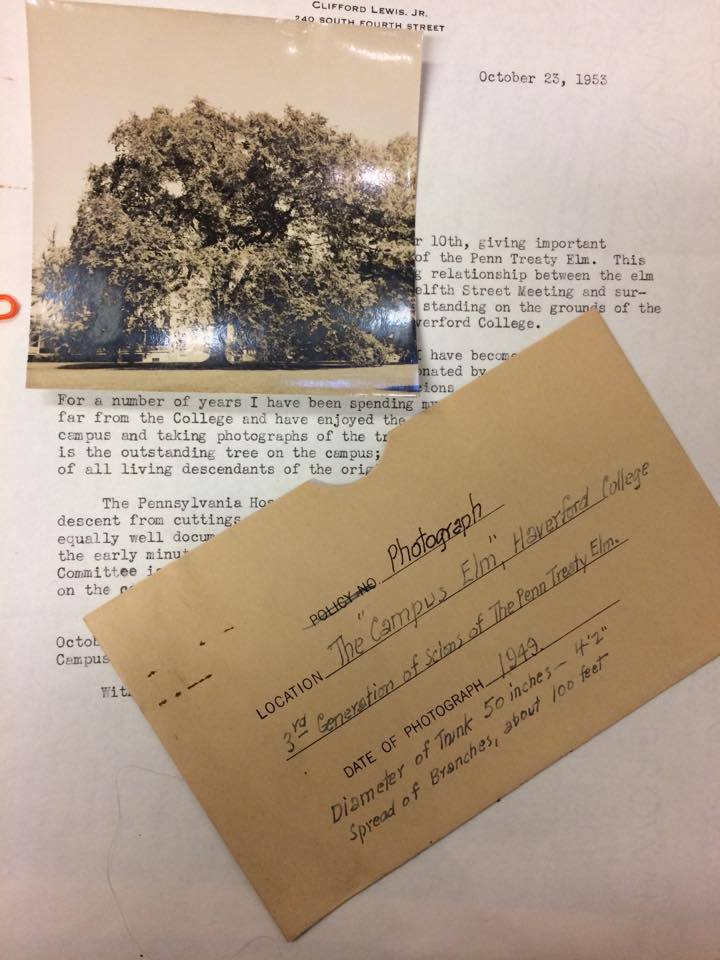 CLIFFORD LEWIS, JR.
240 SOUTH FOURTH STREET
October 23, 1953
r 10th, giving important
of the Penn Treaty Elm. This
g relationship between the elm
elfth Street Meeting and sur-
standing on the grounds of the
verford College.
I have become
onated by
cions
For a number of years I have been spending mu
far from the College and have enjoyed the
campus and taking photographs of the tr
is the outstanding tree on the campus;
of all living descendants of the orig
The Pennsylvania Hos
descent from cuttings
equally well docum
the early minut
Committee i
on the c
Octob
Campus
Wit
POLICY NO. Photograph
LOCATION The "Campus Elm", Haverford College
3rd Generation of Scions of The Penn Treaty Elm.
DATE OF PHOTOGRAPH 1949.
Diameter of Trunk 50 inches - 4'2"
Spread of Branches, about 100 feet